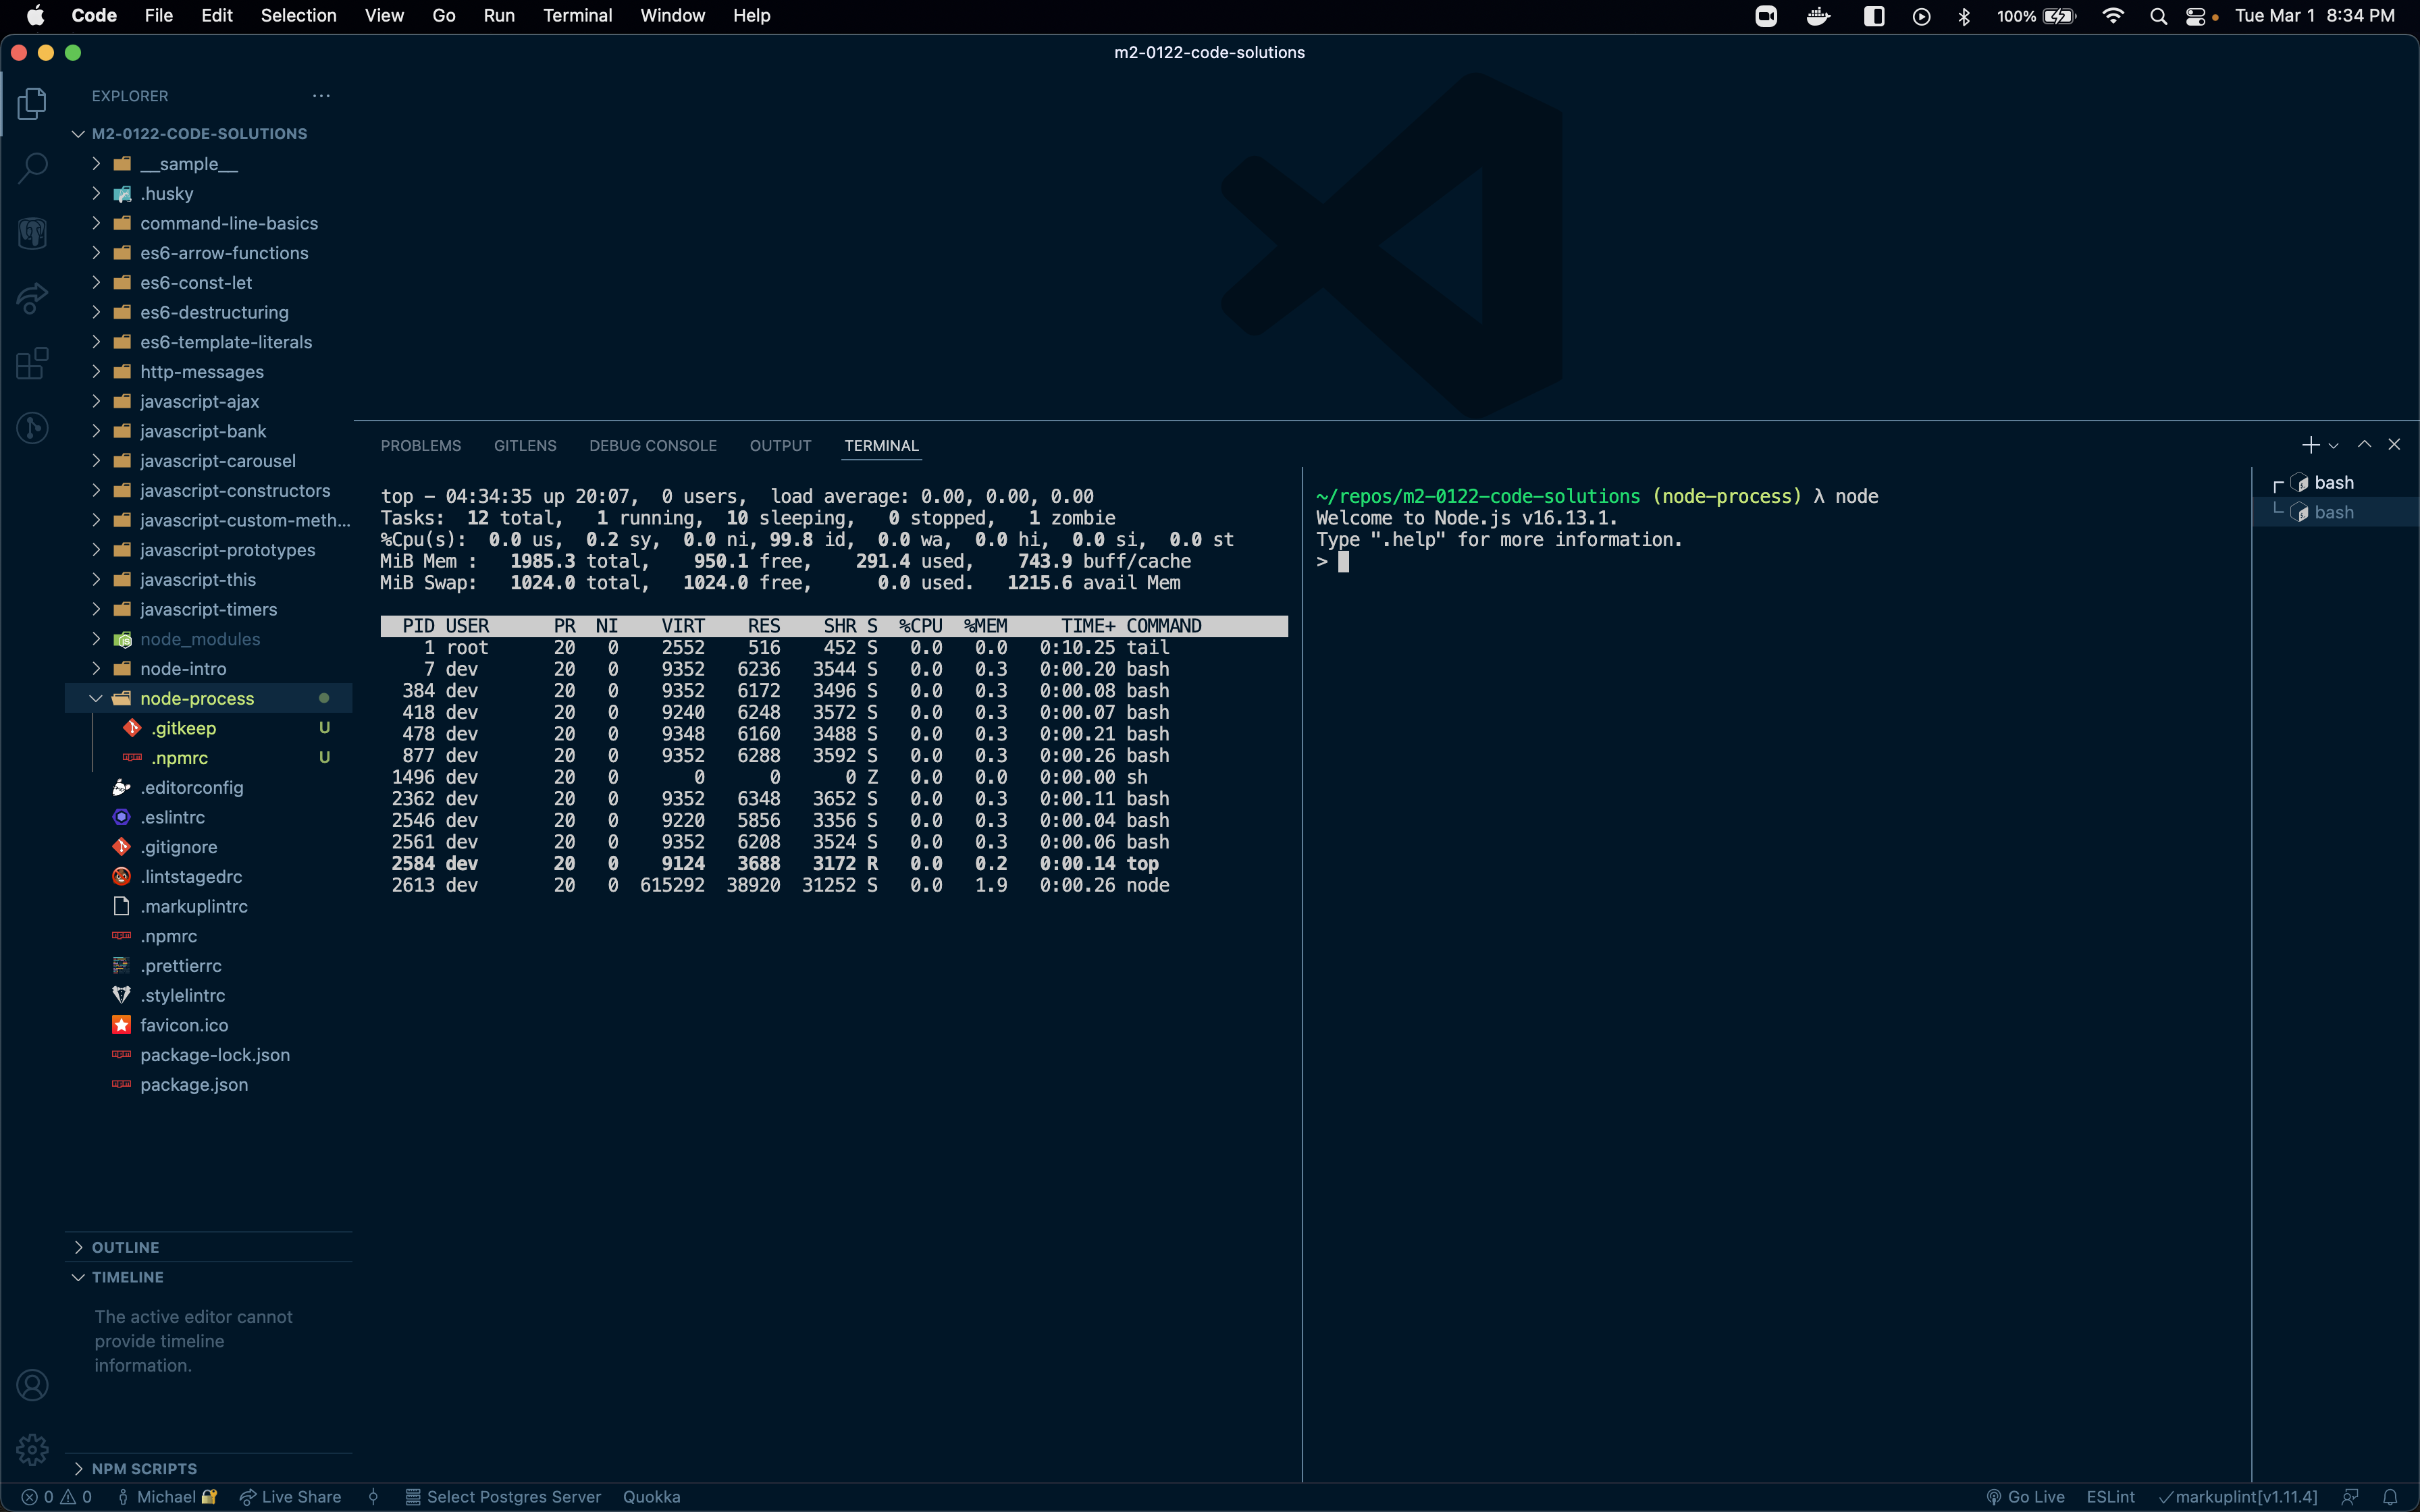 Code File Edit Selection View Go Run Terminal Window Help 100% Tue Mar 1 8:34 PM
m2-0122-code-solutions
EXPLORER
M2-0122-CODE-SOLUTIONS
__sample__
.husky
command-line-basics
es6-arrow-functions
es6-const-let
es6-destructuring
es6-template-literals
http-messages
javascript-ajax
javascript-bank
javascript-carousel
javascript-constructors
javascript-custom-meth...
javascript-prototypes
javascript-this
javascript-timers
node_modules
node-intro
node-process
.gitkeep U
.npmrc U
.editorconfig
.eslintrc
.gitignore
.lintstagedrc
.markuplintrc
.npmrc
.prettierrc
.stylelintrc
favicon.ico
package-lock.json
package.json
OUTLINE
TIMELINE
The active editor cannot
provide timeline
information.
NPM SCRIPTS
PROBLEMS GITLENS DEBUG CONSOLE OUTPUT TERMINAL
top - 04:34:35 up 20:07, 0 users, load average: 0.00, 0.00, 0.00
Tasks: 12 total, 1 running, 10 sleeping, 0 stopped, 1 zombie
%Cpu(s): 0.0 us, 0.2 sy, 0.0 ni, 99.8 id, 0.0 wa, 0.0 hi, 0.0 si, 0.0 st
MiB Mem : 1985.3 total, 950.1 free, 291.4 used, 743.9 buff/cache
MiB Swap: 1024.0 total, 1024.0 free, 0.0 used. 1215.6 avail Mem
PID USER PR NI VIRT RES SHR S %CPU %MEM TIME+ COMMAND
1 root 20 0 2552 516 452 S 0.0 0.0 0:10.25 tail
7 dev 20 0 9352 6236 3544 S 0.0 0.3 0:00.20 bash
384 dev 20 0 9352 6172 3496 S 0.0 0.3 0:00.08 bash
418 dev 20 0 9240 6248 3572 S 0.0 0.3 0:00.07 bash
478 dev 20 0 9348 6160 3488 S 0.0 0.3 0:00.21 bash
877 dev 20 0 9352 6288 3592 S 0.0 0.3 0:00.26 bash
1496 dev 20 0 0 0 0 Z 0.0 0.0 0:00.00 sh
2362 dev 20 0 9352 6348 3652 S 0.0 0.3 0:00.11 bash
2546 dev 20 0 9220 5856 3356 S 0.0 0.3 0:00.04 bash
2561 dev 20 0 9352 6208 3524 S 0.0 0.3 0:00.06 bash
2584 dev 20 0 9124 3688 3172 R 0.0 0.2 0:00.14 top
2613 dev 20 0 615292 38920 31252 S 0.0 1.9 0:00.26 node
~/repos/m2-0122-code-solutions (node-process) λ node
Welcome to Node.js v16.13.1.
Type ".help" for more information.
>
bash
bash
0 0 Michael 🔐 Live Share Select Postgres Server Quokka Go Live ESLint ✓markuplint[v1.11.4]